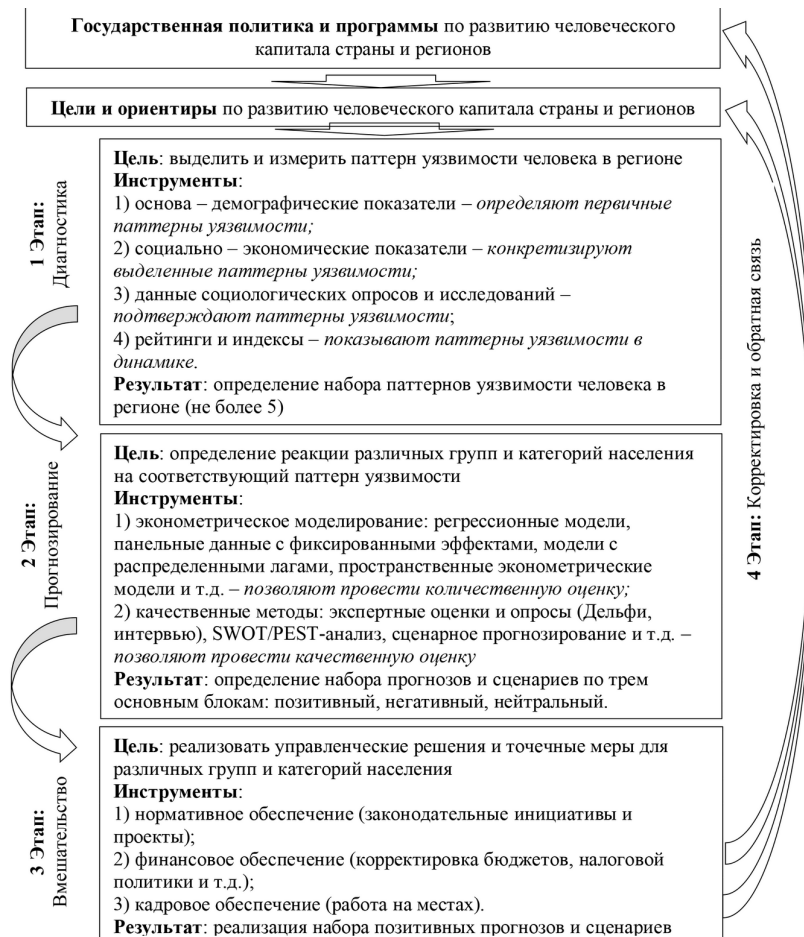 Государственная политика и программы по развитию человеческого
капитала страны и регионов
Цели и ориентиры по развитию человеческого капитала страны и регионов
1 Этап:
Диагностика
Цель: выделить и измерить паттерн уязвимости человека в регионе
Инструменты:
1) основа – демографические показатели – определяют первичные
паттерны уязвимости;
2) социально – экономические показатели – конкретизируют
выделенные паттерны уязвимости;
3) данные социологических опросов и исследований –
подтверждают паттерны уязвимости;
4) рейтинги и индексы – показывают паттерны уязвимости в
динамике.
Результат: определение набора паттернов уязвимости человека в
регионе (не более 5)
2 Этап:
Прогнозирование
Цель: определение реакции различных групп и категорий населения
на соответствующий паттерн уязвимости
Инструменты:
1) эконометрическое моделирование: регрессионные модели,
панельные данные с фиксированными эффектами, модели с
распределенными лагами, пространственные эконометрические
модели и т.д. – позволяют провести количественную оценку;
2) качественные методы: экспертные оценки и опросы (Дельфи,
интервью), SWOT/PEST-анализ, сценарное прогнозирование и т.д. –
позволяют провести качественную оценку
Результат: определение набора прогнозов и сценариев по трем
основным блокам: позитивный, негативный, нейтральный.
3 Этап:
Вмешательство
Цель: реализовать управленческие решения и точечные меры для
различных групп и категорий населения
Инструменты:
1) нормативное обеспечение (законодательные инициативы и
проекты);
2) финансовое обеспечение (корректировка бюджетов, налоговой
политики и т.д.);
3) кадровое обеспечение (работа на местах).
Результат: реализация набора позитивных прогнозов и сценариев
4 Этап: Корректировка и обратная связь